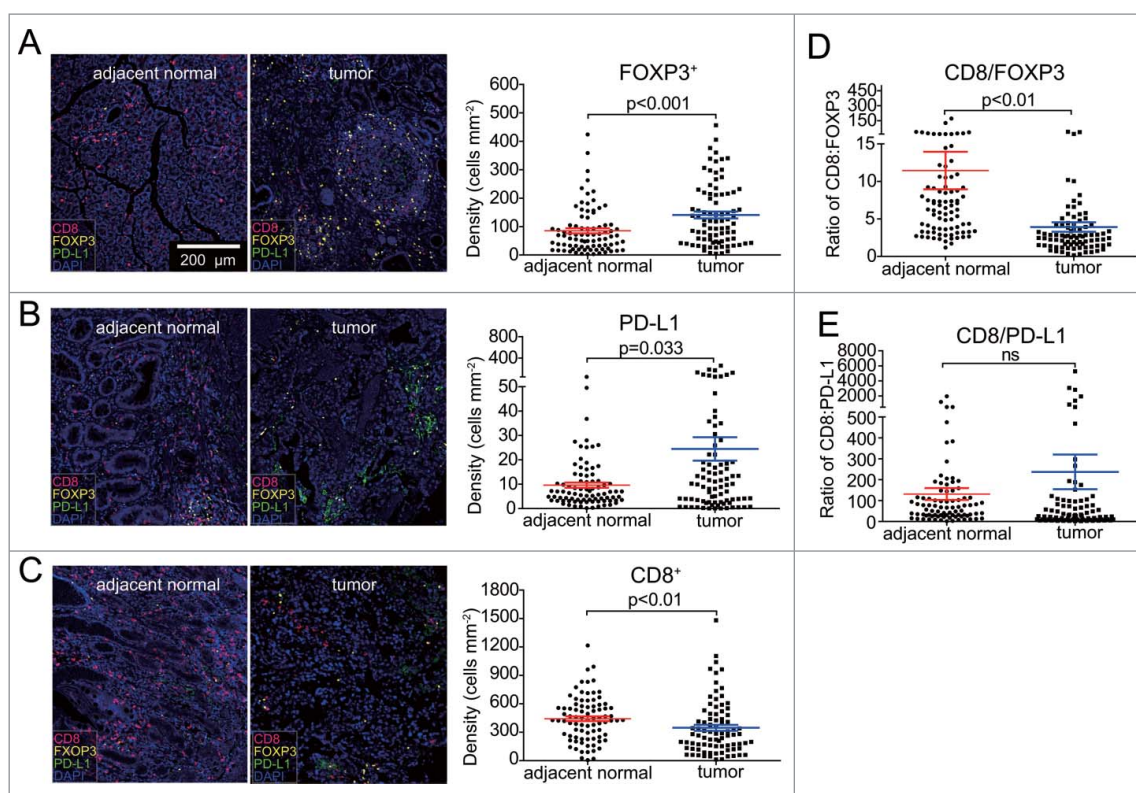 A
adjacent normal
tumor
CD8
FOXP3
PD-L1
DAPI
200 μm
CD8
FOXP3
PD-L1
DAPI
FOXP3⁺
p<0.001
Density (cells mm⁻²)
600
500
400
300
200
100
0
adjacent normal
tumor
B
adjacent normal
tumor
CD8
FOXP3
PD-L1
DAPI
CD8
FOXP3
PD-L1
DAPI
PD-L1
p=0.033
Density (cells mm⁻²)
800
400
50
40
30
20
10
0
adjacent normal
tumor
C
adjacent normal
tumor
CD8
FXOP3
PD-L1
DAPI
CD8
FOXP3
PD-L1
DAPI
CD8⁺
p<0.01
Density (cells mm⁻²)
1800
1500
1200
900
600
300
0
adjacent normal
tumor
D
CD8/FOXP3
p<0.01
Ratio of CD8:FOXP3
450
300
150
15
10
5
0
adjacent normal
tumor
E
CD8/PD-L1
ns
Ratio of CD8:PD-L1
8000
6000
4000
2000
500
400
300
200
100
0
adjacent normal
tumor